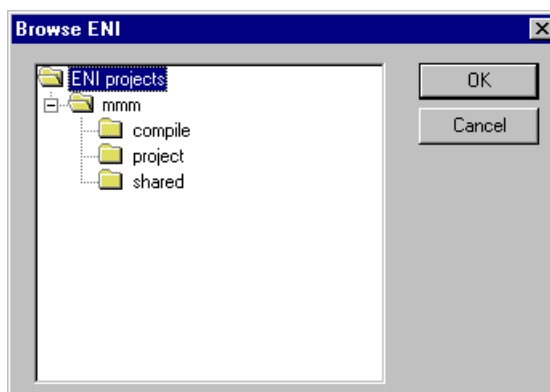 Browse ENI
ENI projects
OK
mmm
compile
Cancel
project
shared